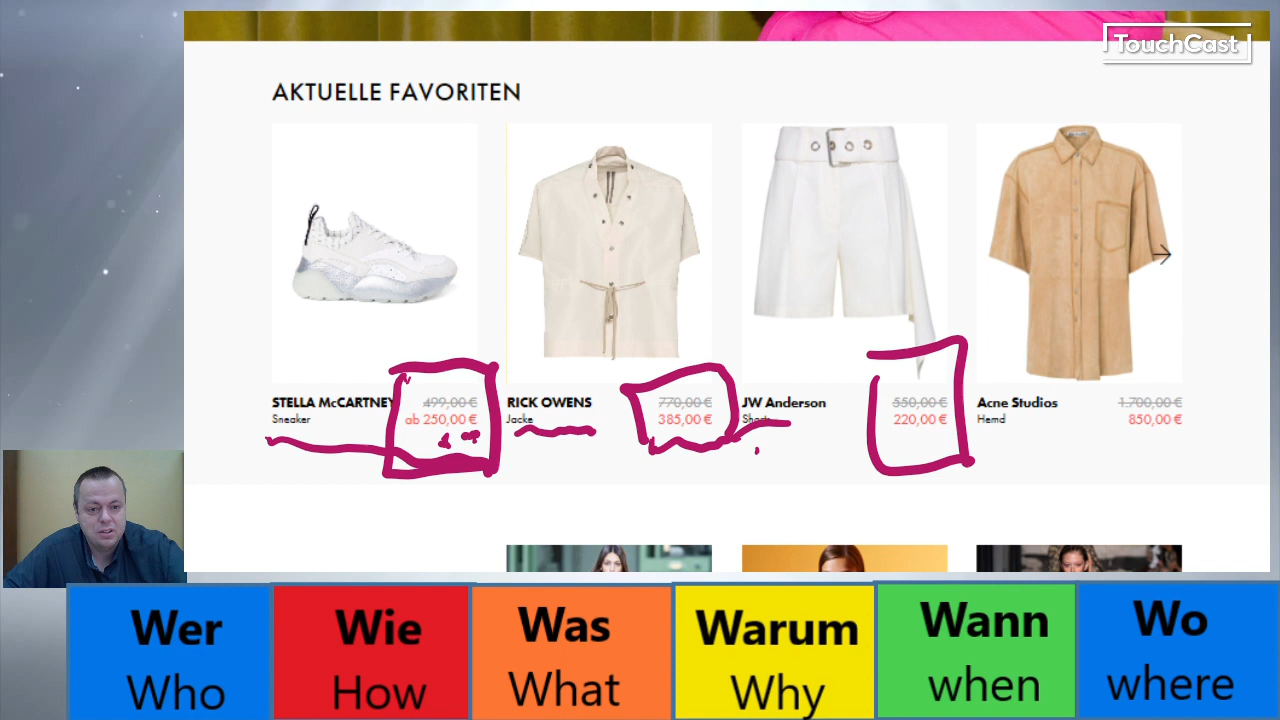 TouchCast
AKTUELLE FAVORITEN
STELLA McCARTNEY 499,00 €
Sneaker ab 250,00 €
RICK OWENS 770,00 €
Jacke 385,00 €
JW Anderson 550,00 €
Shorts 220,00 €
Acne Studios 1.700,00 €
Hemd 850,00 €
Wer
Who
Wie
How
Was
What
Warum
Why
Wann
when
Wo
where